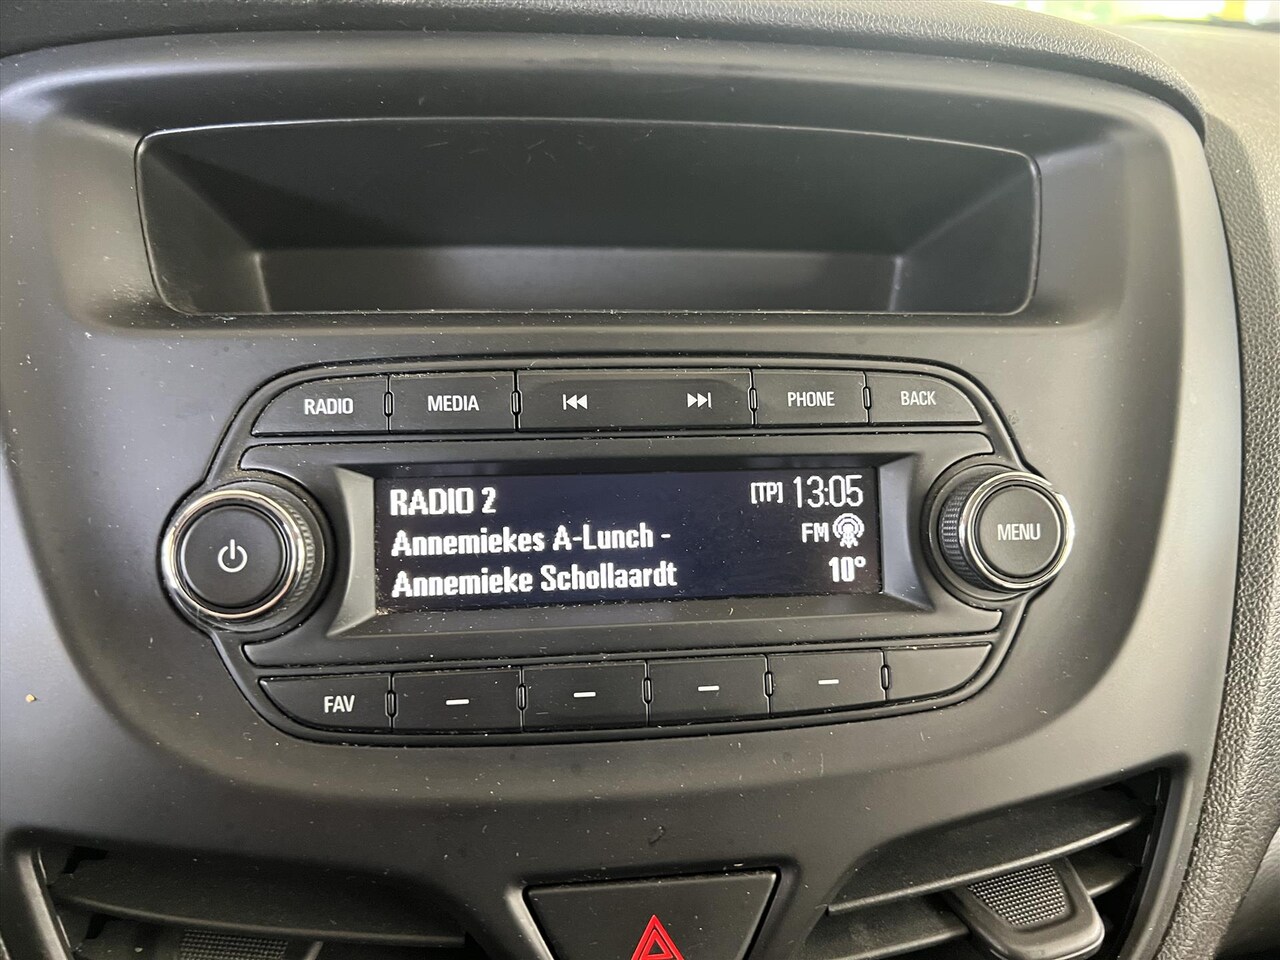 RADIO MEDIA PHONE BACK
RADIO 2 [TP] 13:05
Annemiekes A-Lunch - FM
Annemieke Schollaardt 10°
MENU
FAV